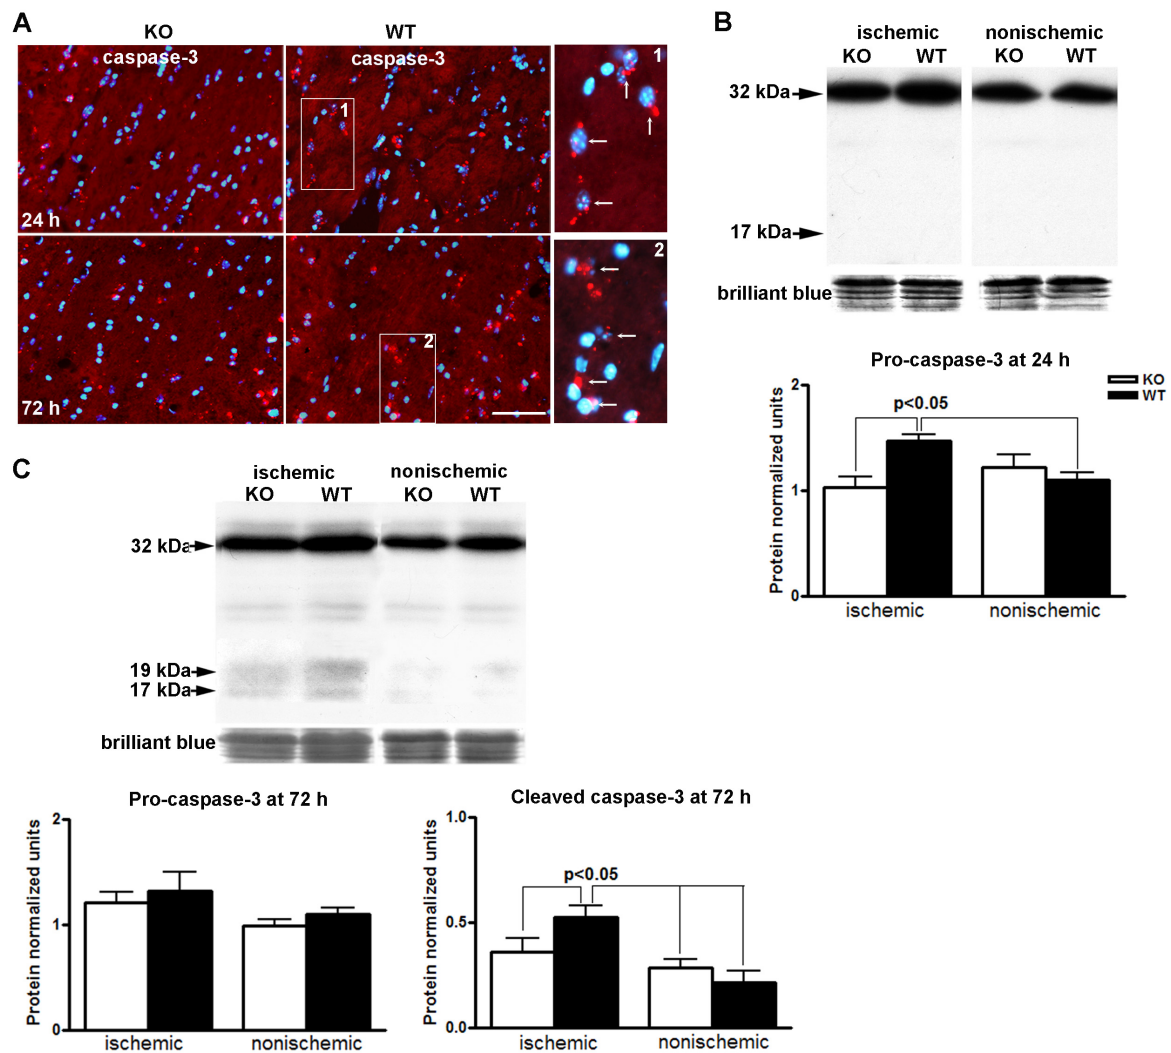 A
KO WT
caspase-3 caspase-3
1 1
24 h
2 2
72 h
B
ischemic nonischemic
KO WT KO WT
32 kDa
17 kDa
brilliant blue
Pro-caspase-3 at 24 h
KO
WT
p<0.05
Protein normalized units
2
1
0
ischemic nonischemic
C
ischemic nonischemic
KO WT KO WT
32 kDa
19 kDa
17 kDa
brilliant blue
Pro-caspase-3 at 72 h
Protein normalized units
2
1
0
ischemic nonischemic
Cleaved caspase-3 at 72 h
Protein normalized units
1.0
0.5
0.0
p<0.05
ischemic nonischemic